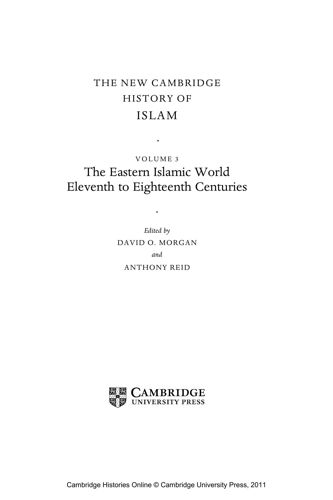 THE NEW CAMBRIDGE
HISTORY OF
ISLAM
·
VOLUME 3
The Eastern Islamic World
Eleventh to Eighteenth Centuries
·
Edited by
DAVID O. MORGAN
and
ANTHONY REID
CAMBRIDGE
UNIVERSITY PRESS
Cambridge Histories Online © Cambridge University Press, 2011